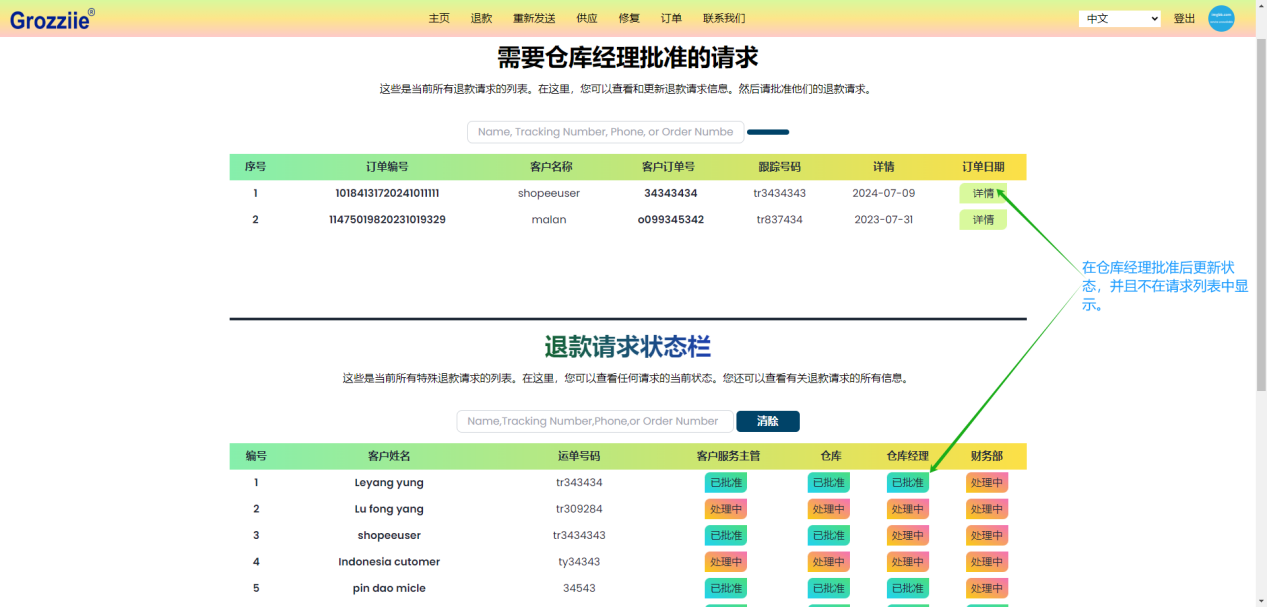 Grozziie®
主页 退款 重新发送 供应 修复 订单 联系我们 中文 登出
需要仓库经理批准的请求
这些是当前所有退款请求的列表。在这里，您可以查看和更新退款请求信息。然后请批准他们的退款请求。
Name, Tracking Number, Phone, or Order Numbe
序号 订单编号 客户名称 客户订单号 跟踪号码 详情 订单日期
1 10184131720241011111 shopeeuser 34343434 tr3434343 2024-07-09 详情
2 11475019820231019329 malan o099345342 tr837434 2023-07-31 详情
在仓库经理批准后更新状
态，并且不在请求列表中显
示。
退款请求状态栏
这些是当前所有特殊退款请求的列表。在这里，您可以查看任何请求的当前状态。您还可以查看有关退款请求的所有信息。
Name,Tracking Number,Phone,or Order Number 清除
编号 客户姓名 运单号码 客户服务主管 仓库 仓库经理 财务部
1 Leyang yung tr343434 已批准 已批准 已批准 处理中
2 Lu fong yang tr309284 处理中 处理中 处理中 处理中
3 shopeeuser tr3434343 已批准 已批准 处理中 处理中
4 Indonesia cutomer ty34343 处理中 处理中 处理中 处理中
5 pin dao micle 34543 已批准 已批准 已批准 处理中